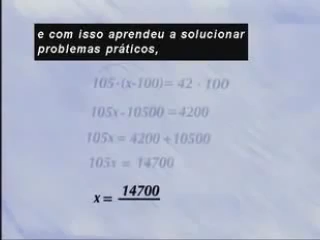 e com isso aprendeu a solucionar
problemas práticos,
105·(x-100)= 42 · 100
105x - 10500 = 4200
105x = 4200 + 10500
105x = 14700
x = 14700